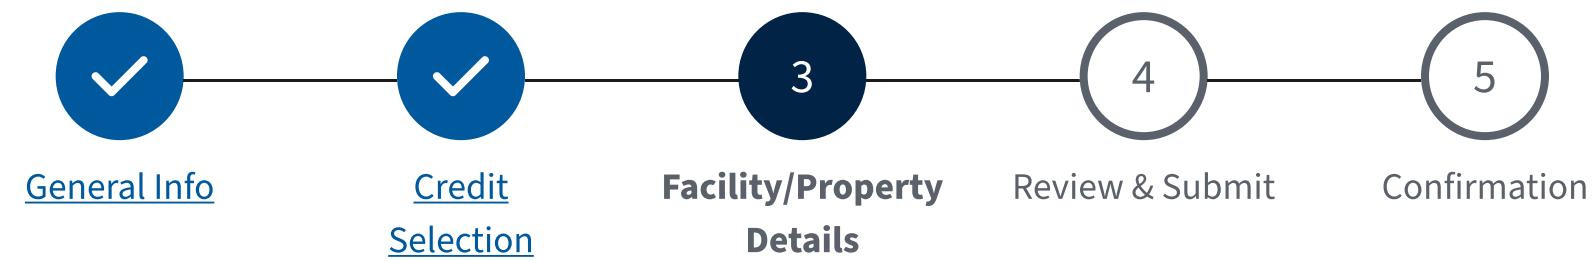 3
4
5
General Info
Credit
Selection
Facility/Property
Details
Review & Submit
Confirmation